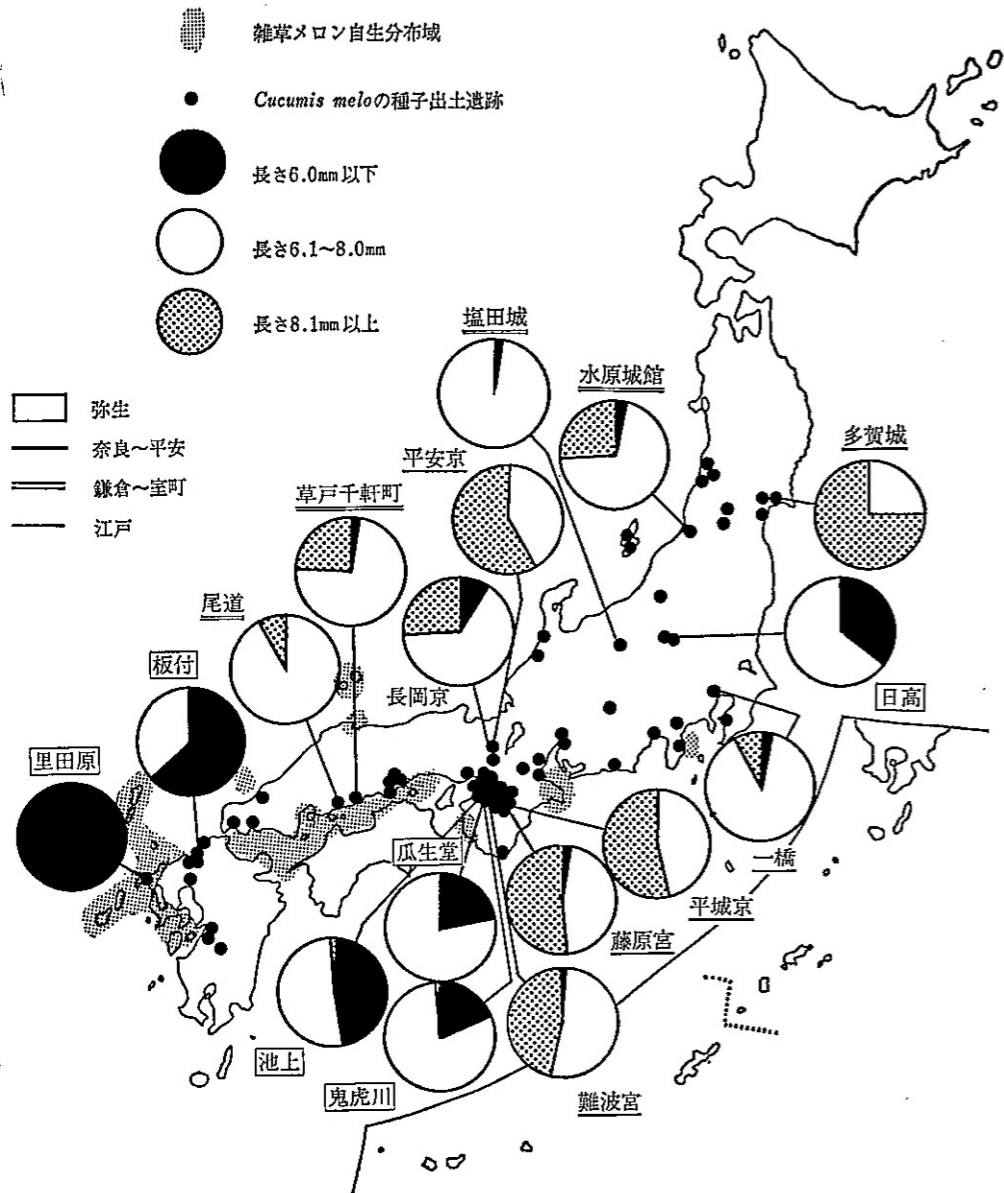 雑草メロン自生分布域
Cucumis meloの種子出土遺跡
長さ6.0mm以下
長さ6.1〜8.0mm
長さ8.1mm以上
弥生
奈良〜平安
鎌倉〜室町
江戸
塩田城
水原城館
多賀城
平安京
草戸千軒町
尾道
板付
里田原
長岡京
日高
瓜生堂
一橋
平城京
藤原宮
池上
鬼虎川
難波宮